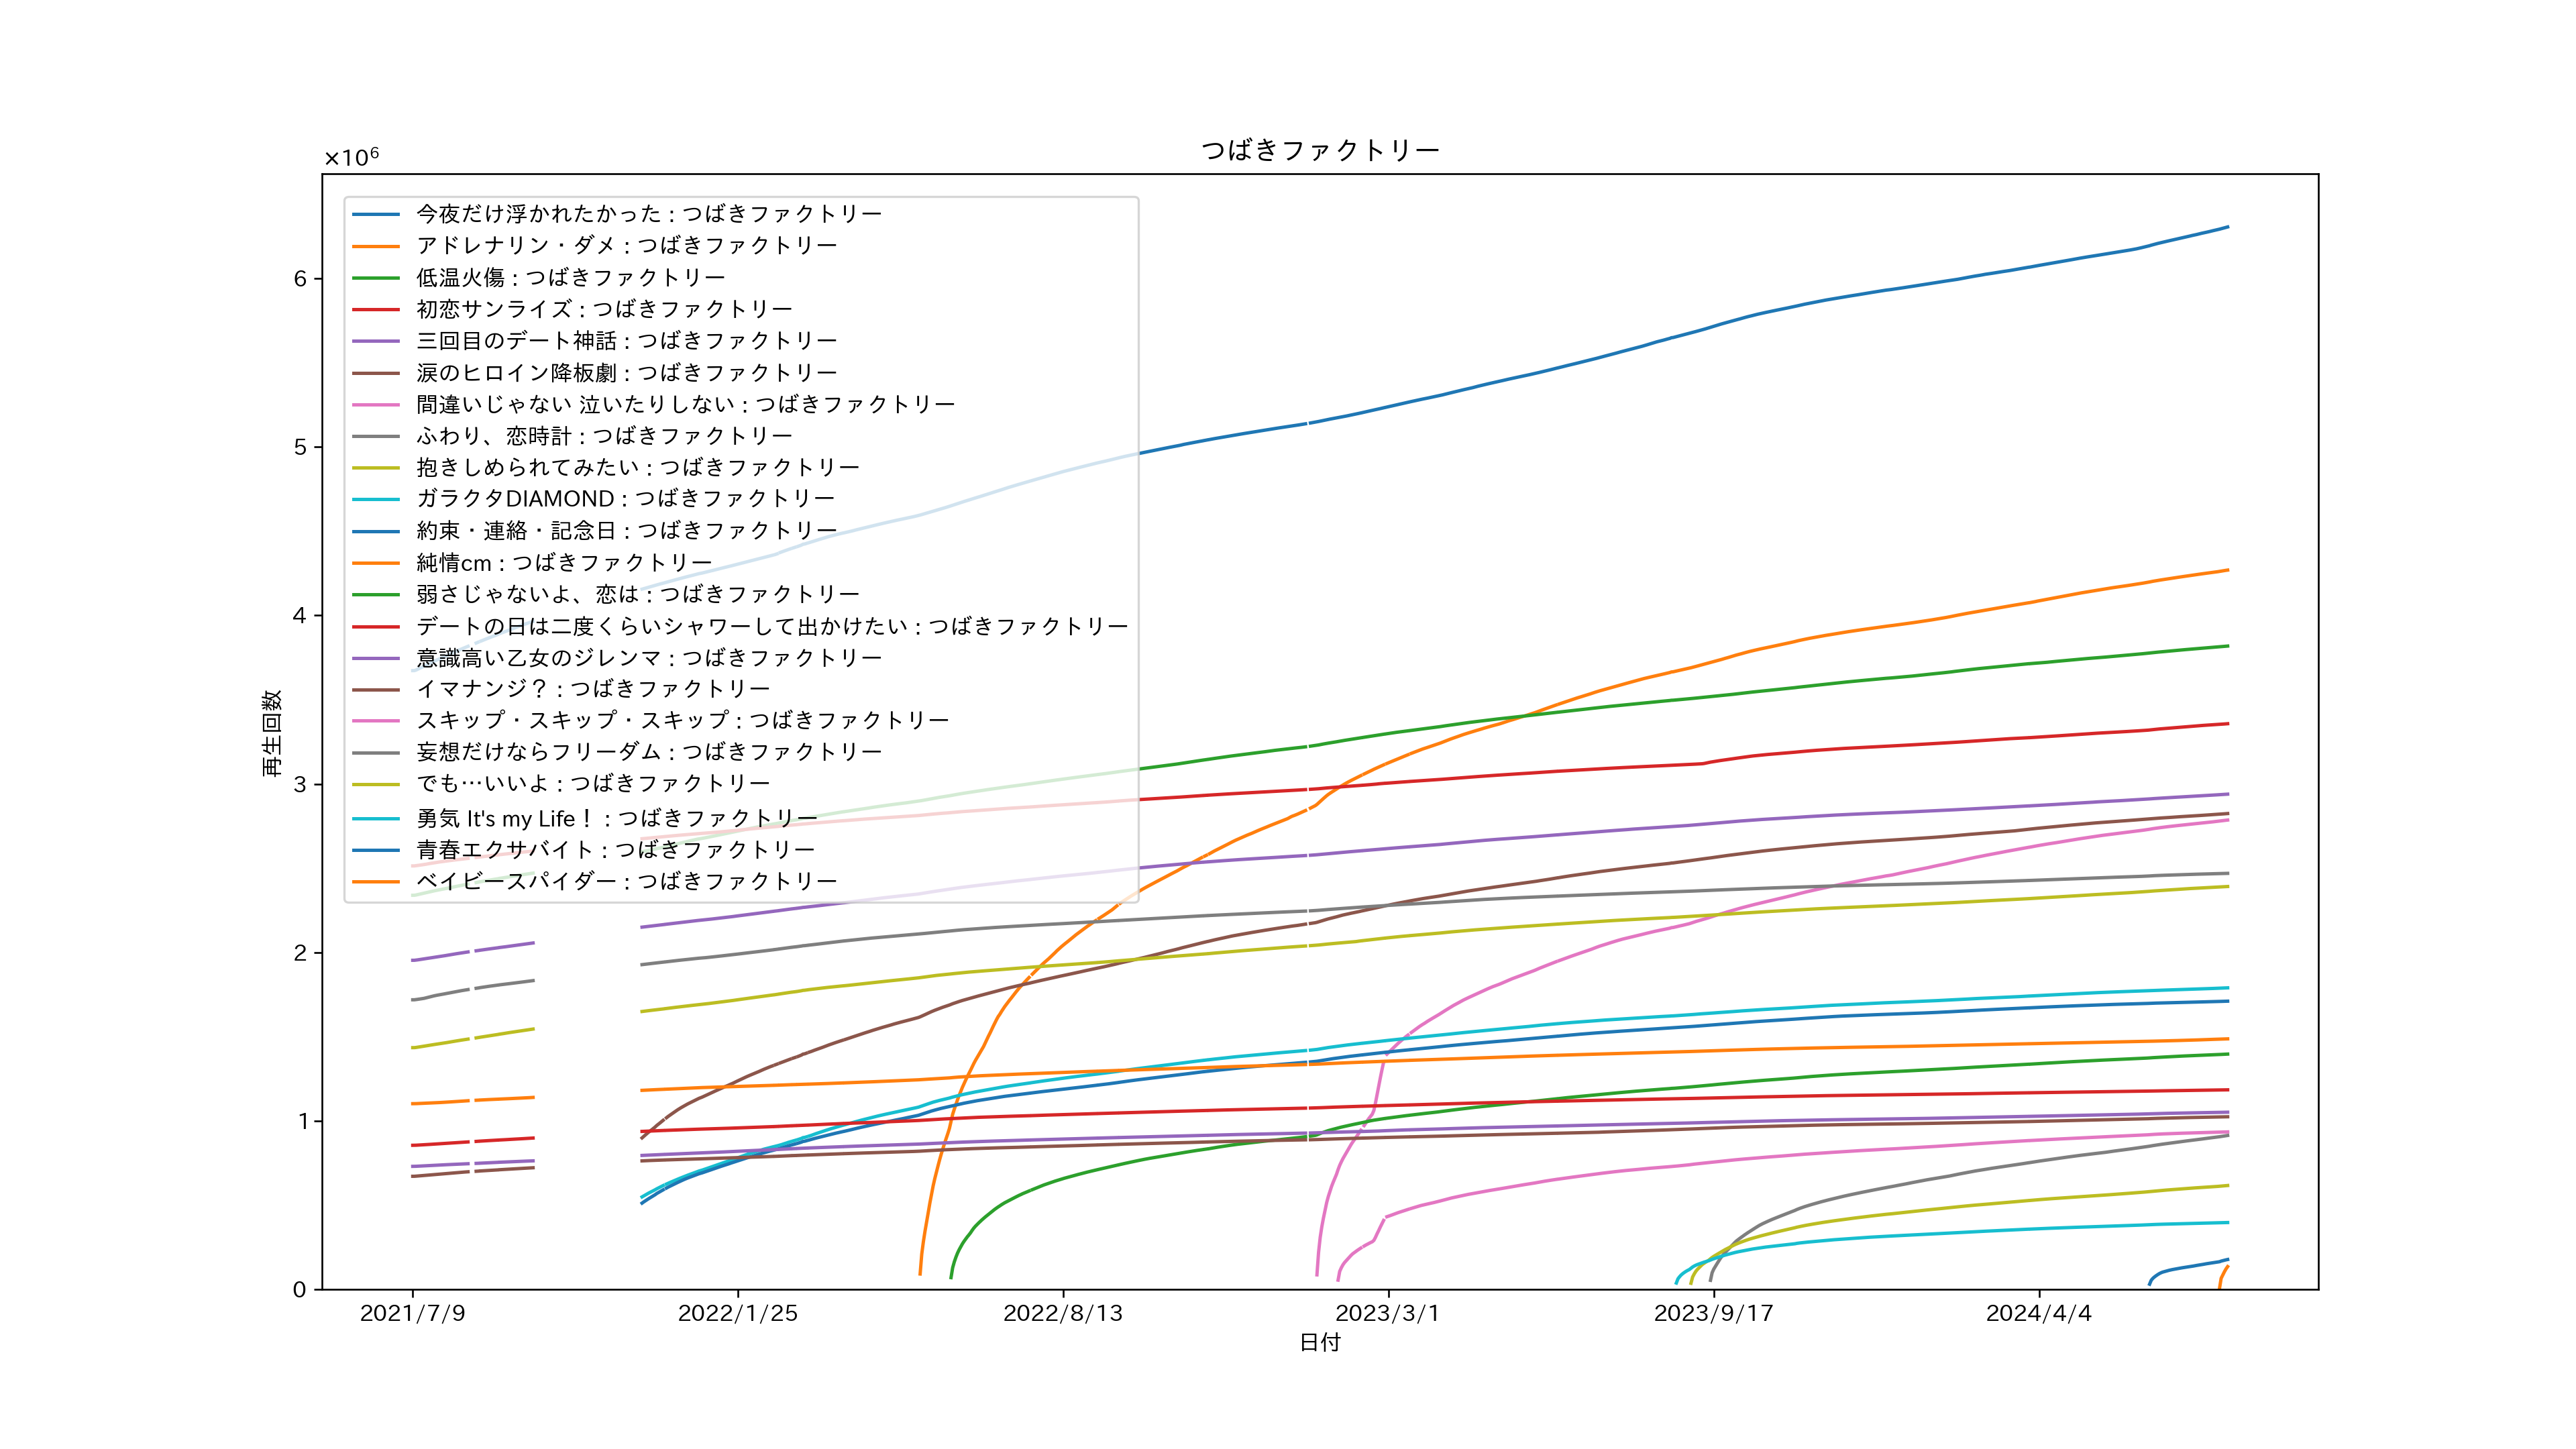 つばきファクトリー
×10⁶
今夜だけ浮かれたかった : つばきファクトリー
アドレナリン・ダメ : つばきファクトリー
低温火傷 : つばきファクトリー
初恋サンライズ : つばきファクトリー
三回目のデート神話 : つばきファクトリー
涙のヒロイン降板劇 : つばきファクトリー
間違いじゃない 泣いたりしない : つばきファクトリー
ふわり、恋時計 : つばきファクトリー
抱きしめられてみたい : つばきファクトリー
ガラクタDIAMOND : つばきファクトリー
約束・連絡・記念日 : つばきファクトリー
純情cm : つばきファクトリー
弱さじゃないよ、恋は : つばきファクトリー
デートの日は二度くらいシャワーして出かけたい : つばきファクトリー
意識高い乙女のジレンマ : つばきファクトリー
イマナンジ？ : つばきファクトリー
スキップ・スキップ・スキップ : つばきファクトリー
妄想だけならフリーダム : つばきファクトリー
でも…いいよ : つばきファクトリー
勇気 It's my Life！ : つばきファクトリー
青春エクサバイト : つばきファクトリー
ベイビースパイダー : つばきファクトリー
6
5
4
3
2
1
0
再生回数
2021/7/9 2022/1/25 2022/8/13 2023/3/1 2023/9/17 2024/4/4
日付